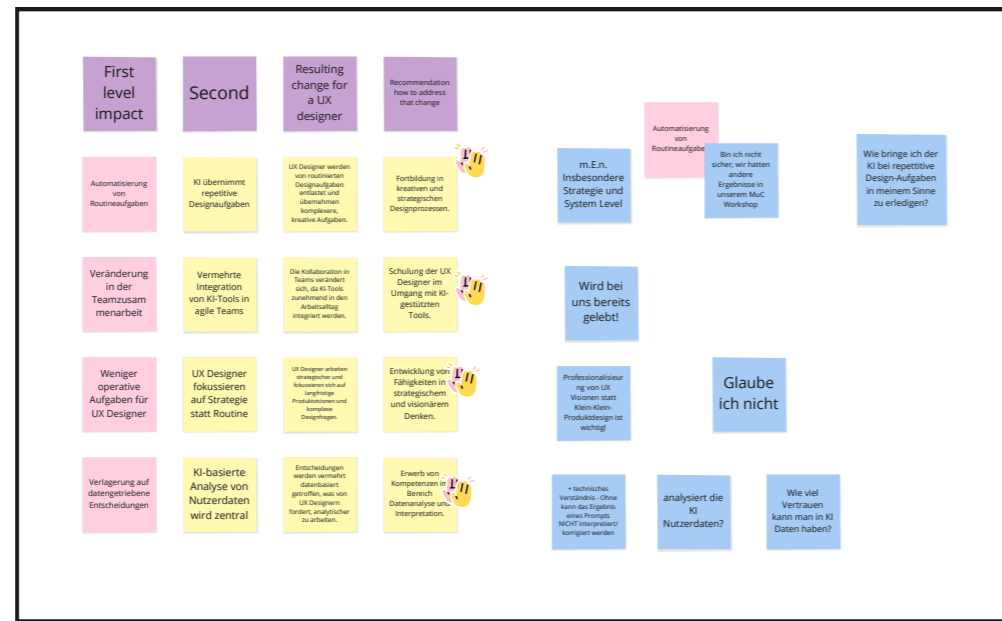 First
level
impact
Second
Resulting
change for
a UX
designer
Recommendation
how to address
that change
Automatisierung
von
Routineaufgaben
KI übernimmt
repetitive
Designaufgaben
UX Designer werden
von routinierten
Designaufgaben
entlastet und
übernehmen
komplexere,
kreative Aufgaben.
Fortbildung in
kreativen und
strategischen
Designprozessen.
Veränderung
in der
Teamzusam
menarbeit
Vermehrte
Integration
von KI-Tools in
agile Teams
Die Kollaboration in
Teams verändert
sich, da KI-Tools
zunehmend in den
Arbeitsalltag
integriert werden.
Schulung der UX
Designer im
Umgang mit KI-
gestützten
Tools.
Weniger
operative
Aufgaben für
UX Designer
UX Designer
fokussieren
auf Strategie
statt Routine
UX Designer arbeiten
strategischer und
fokussieren sich auf
langfristige
Produktvisionen und
komplexe
Designfragen.
Entwicklung von
Fähigkeiten in
strategischem
und visionärem
Denken.
Verlagerung auf
datengetriebene
Entscheidungen
KI-basierte
Analyse von
Nutzerdaten
wird zentral
Entscheidungen
werden vermehrt
datenbasiert
getroffen, was von
UX Designern
fordert, analytischer
zu arbeiten.
Erwerb von
Kompetenzen im
Bereich
Datenanalyse und
Interpretation.
Automatisierung
von
Routineaufgabe
m.E.n.
Insbesondere
Strategie und
System Level
Bin ich nicht
sicher, wir hatten
andere
Ergebnisse in
unserem MuC
Workshop
Wie bringe ich der
KI bei repettitive
Design-Aufgaben
in meinem Sinne
zu erledigen?
Wird bei
uns bereits
gelebt!
Professionalisieur
ng von UX
Visionen statt
Klein-Klein-
Produktdesign ist
wichtig!
Glaube
ich nicht
+ technisches
Verständnis - Ohne
kann das Ergebnis
eines Prompts
NICHT interpretiert/
korrigiert werden
analysiert die
KI
Nutzerdaten?
Wie viel
Vertrauen
kann man in KI
Daten haben?